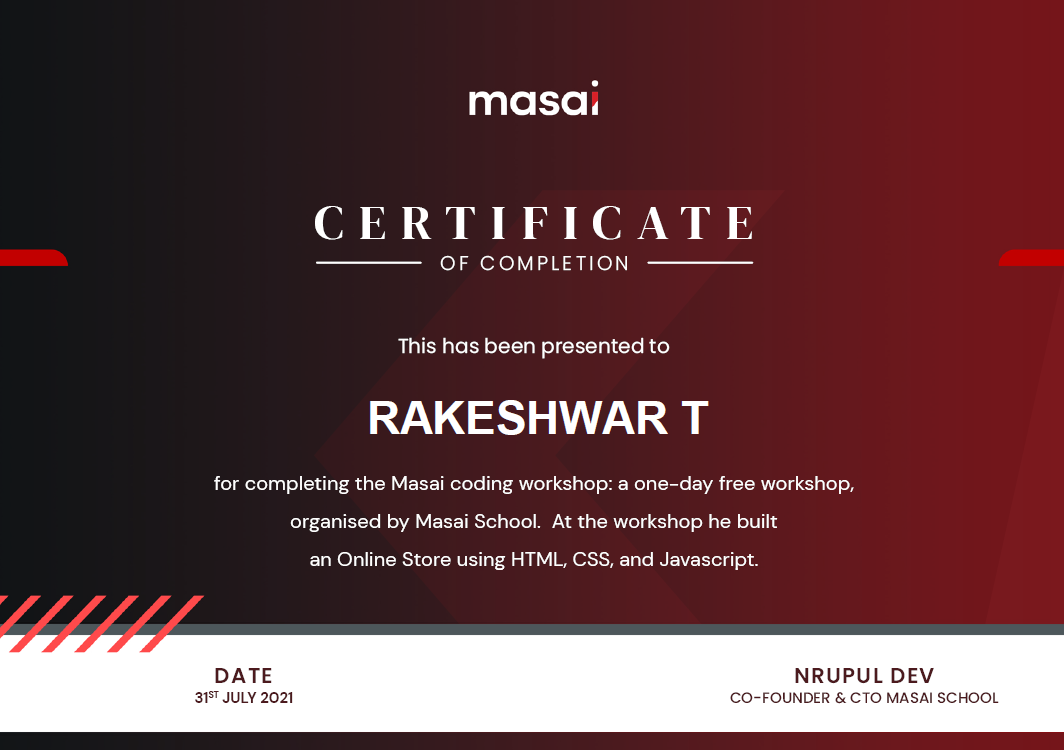 masai
CERTIFICATE
OF COMPLETION
This has been presented to
RAKESHWAR T
for completing the Masai coding workshop: a one-day free workshop,
organised by Masai School.  At the workshop he built
an Online Store using HTML, CSS, and Javascript.
DATE
31ST JULY 2021
NRUPUL DEV
CO-FOUNDER & CTO MASAI SCHOOL